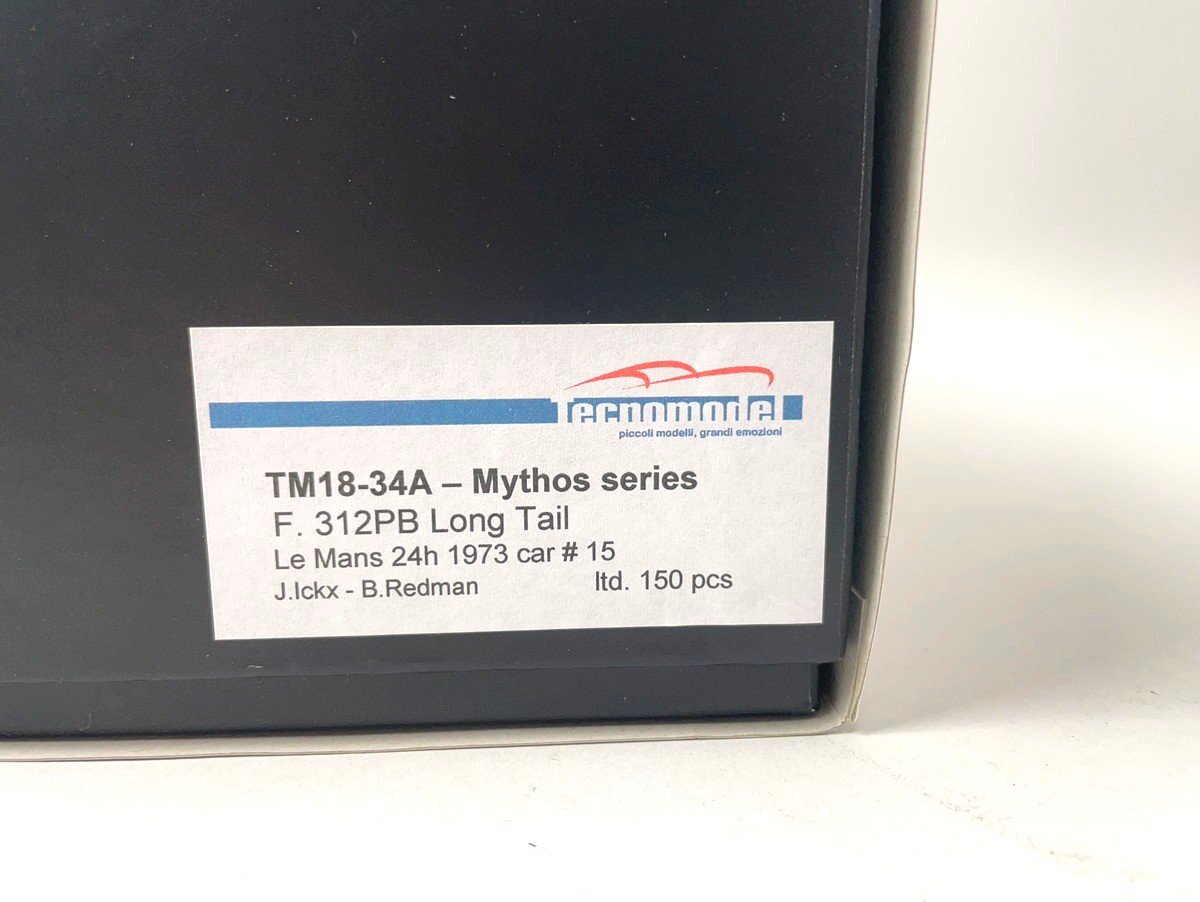 Tecnomodel
piccoli modelli, grandi emozioni
TM18-34A – Mythos series
F. 312PB Long Tail
Le Mans 24h 1973 car # 15
J.Ickx - B.Redman ltd. 150 pcs